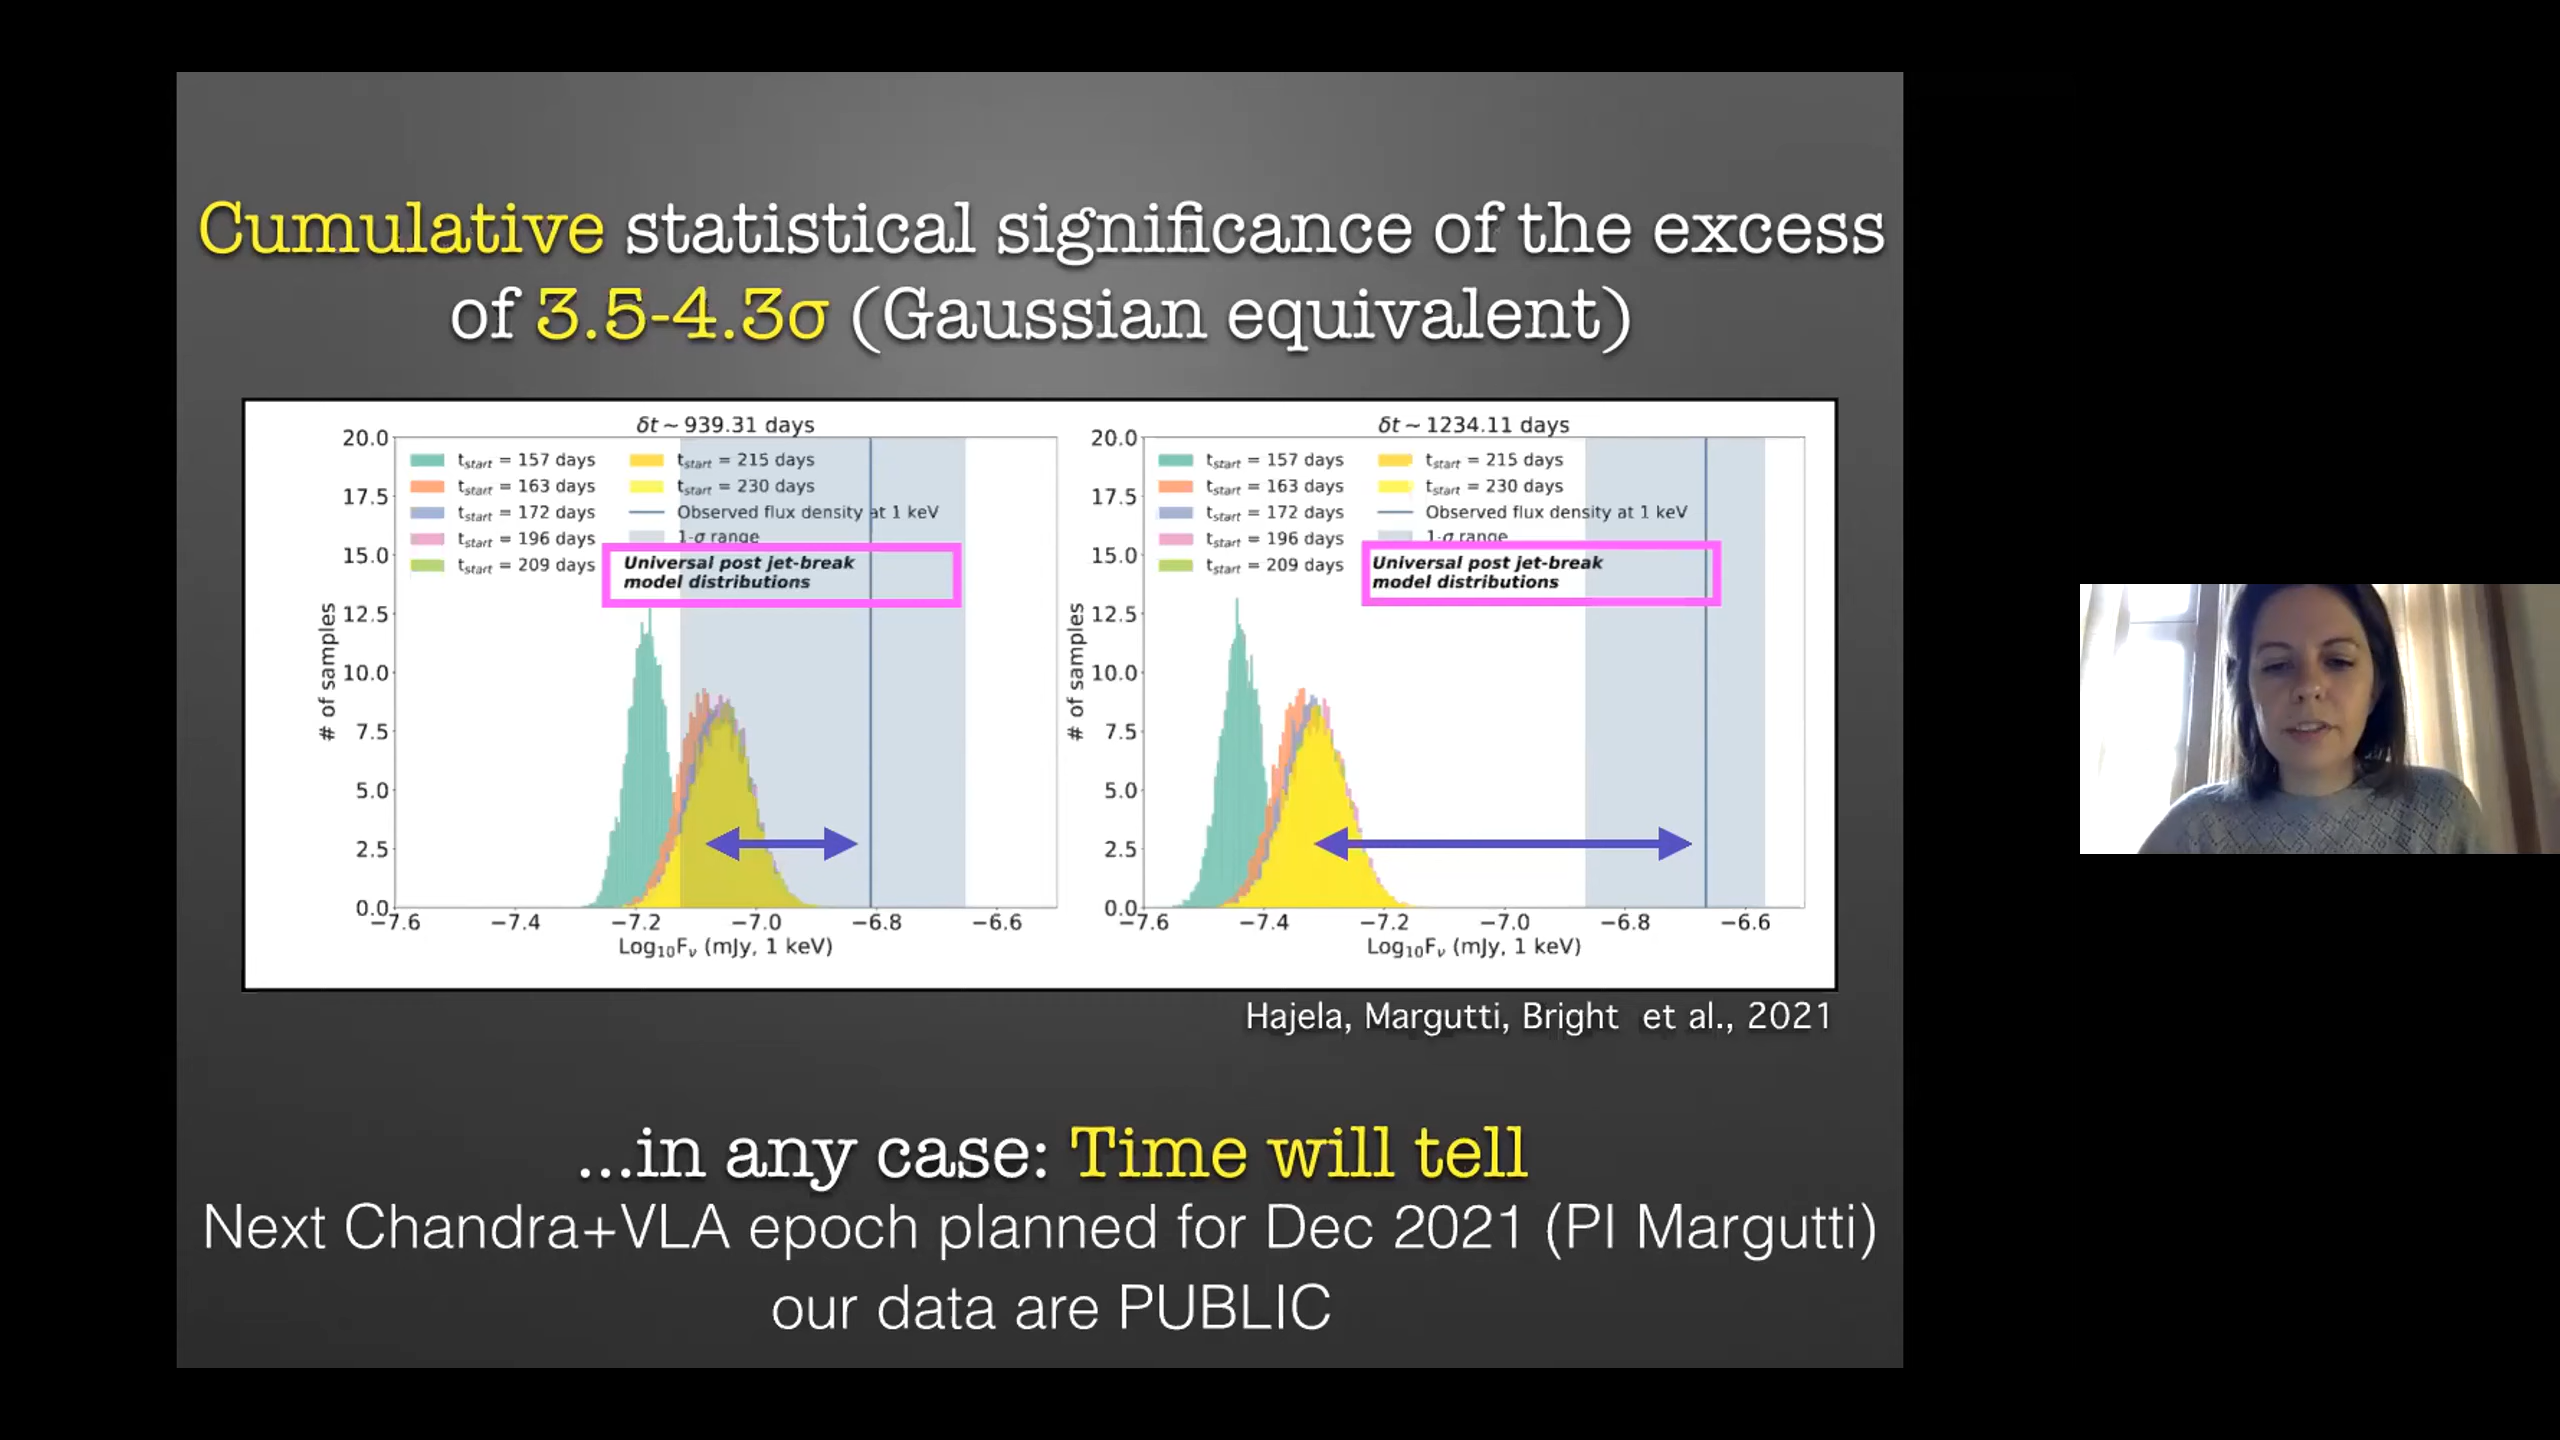 Cumulative statistical significance of the excess
of 3.5-4.3σ (Gaussian equivalent)
δt ~ 939.31 days
20.0
17.5
15.0
12.5
10.0
7.5
5.0
2.5
0.0
# of samples
t_start = 157 days
t_start = 163 days
t_start = 172 days
t_start = 196 days
t_start = 209 days
t_start = 215 days
t_start = 230 days
Observed flux density at 1 keV
1-σ range
Universal post jet-break
model distributions
−7.6 −7.4 −7.2 −7.0 −6.8 −6.6
Log₁₀Fᵥ (mJy, 1 keV)
δt ~ 1234.11 days
20.0
17.5
15.0
12.5
10.0
7.5
5.0
2.5
0.0
# of samples
t_start = 157 days
t_start = 163 days
t_start = 172 days
t_start = 196 days
t_start = 209 days
t_start = 215 days
t_start = 230 days
Observed flux density at 1 keV
1-σ range
Universal post jet-break
model distributions
−7.6 −7.4 −7.2 −7.0 −6.8 −6.6
Log₁₀Fᵥ (mJy, 1 keV)
Hajela, Margutti, Bright et al., 2021
...in any case: Time will tell
Next Chandra+VLA epoch planned for Dec 2021 (PI Margutti)
our data are PUBLIC